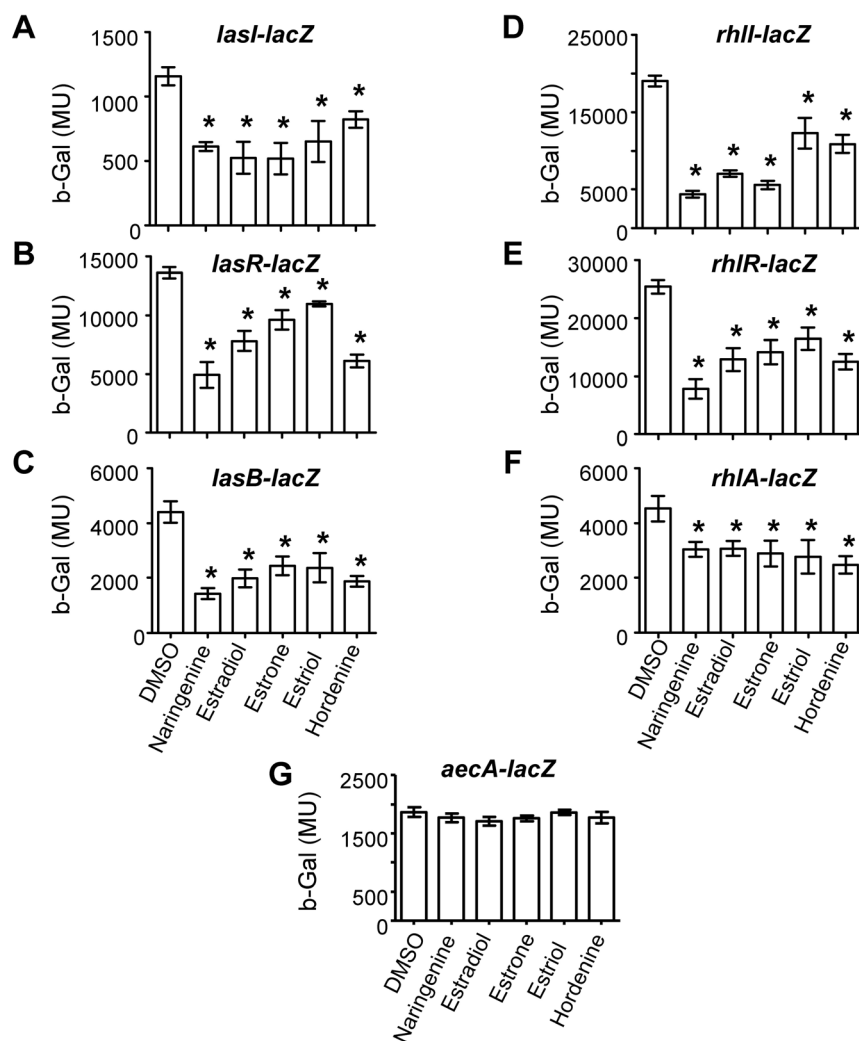 A
lasI-lacZ
b-Gal (MU)
1500
1000
500
0
* * * * *
B
lasR-lacZ
b-Gal (MU)
15000
10000
5000
0
* * * * *
C
lasB-lacZ
b-Gal (MU)
6000
4000
2000
0
* * * * *
DMSO
Naringenine
Estradiol
Estrone
Estriol
Hordenine
D
rhlI-lacZ
b-Gal (MU)
25000
15000
5000
0
* * * * *
E
rhlR-lacZ
b-Gal (MU)
30000
20000
10000
0
* * * * *
F
rhlA-lacZ
b-Gal (MU)
6000
4000
2000
0
* * * * *
DMSO
Naringenine
Estradiol
Estrone
Estriol
Hordenine
G
aecA-lacZ
b-Gal (MU)
2500
1500
500
0
DMSO
Naringenine
Estradiol
Estrone
Estriol
Hordenine